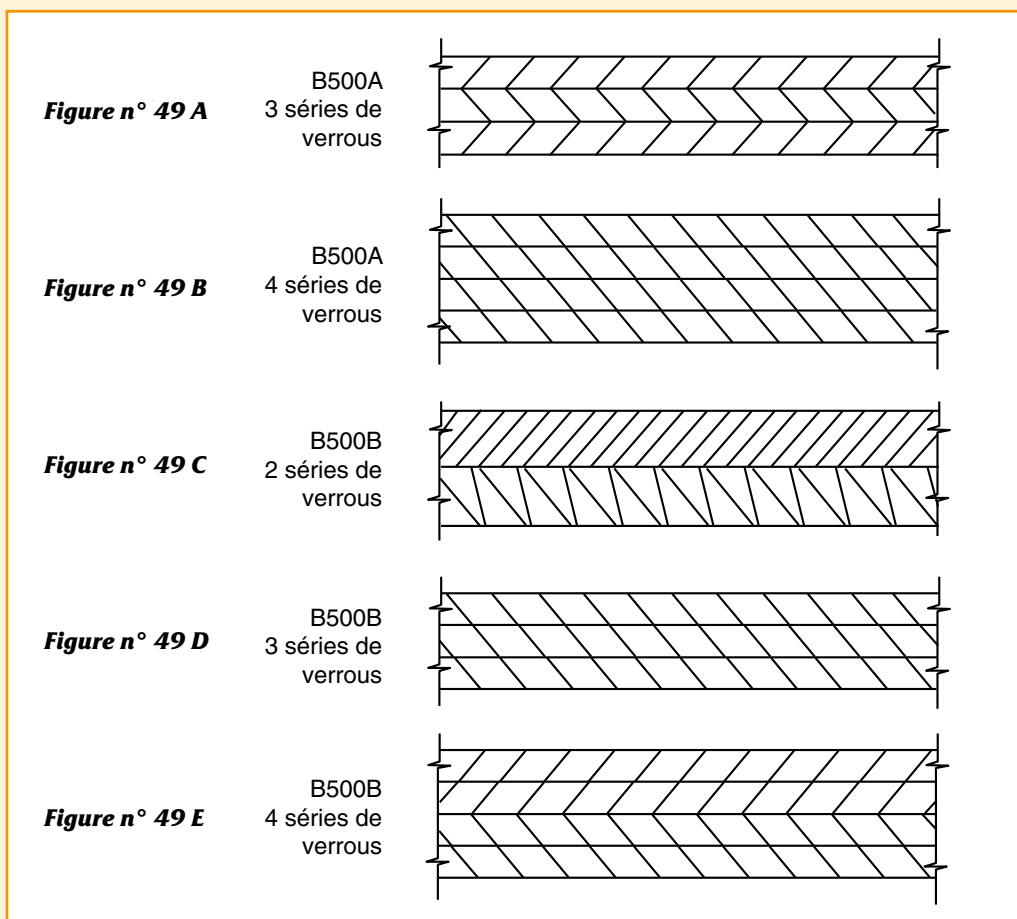 Figure n° 49 A
B500A
3 séries de
verrous
Figure n° 49 B
B500A
4 séries de
verrous
Figure n° 49 C
B500B
2 séries de
verrous
Figure n° 49 D
B500B
3 séries de
verrous
Figure n° 49 E
B500B
4 séries de
verrous